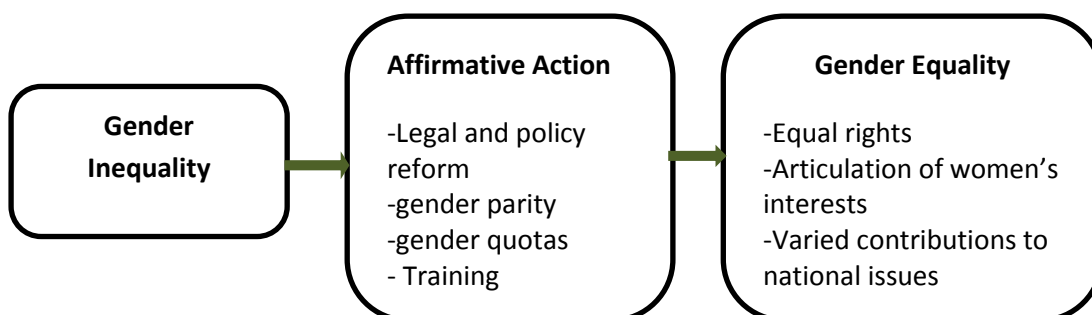 Gender
Inequality
Affirmative Action
-Legal and policy
reform
-gender parity
-gender quotas
- Training
Gender Equality
-Equal rights
-Articulation of women’s
interests
-Varied contributions to
national issues